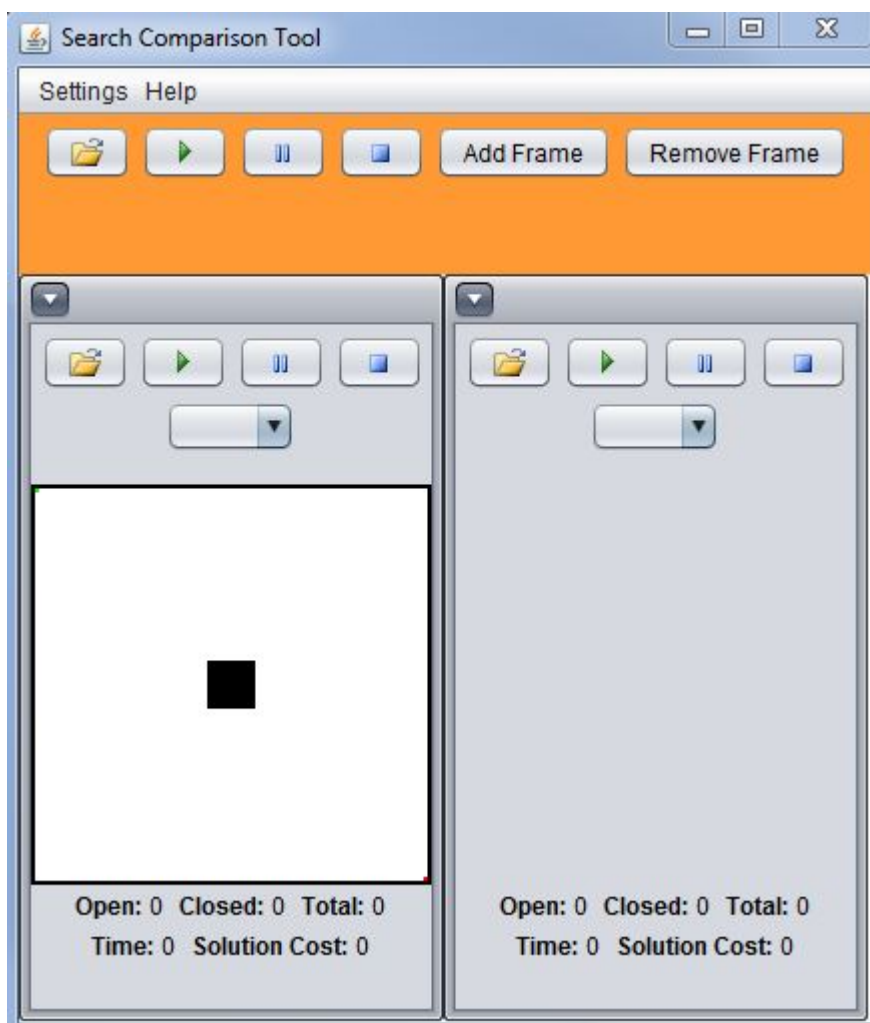 Search Comparison Tool
Settings Help
Add Frame Remove Frame
Open: 0 Closed: 0 Total: 0
Time: 0 Solution Cost: 0
Open: 0 Closed: 0 Total: 0
Time: 0 Solution Cost: 0